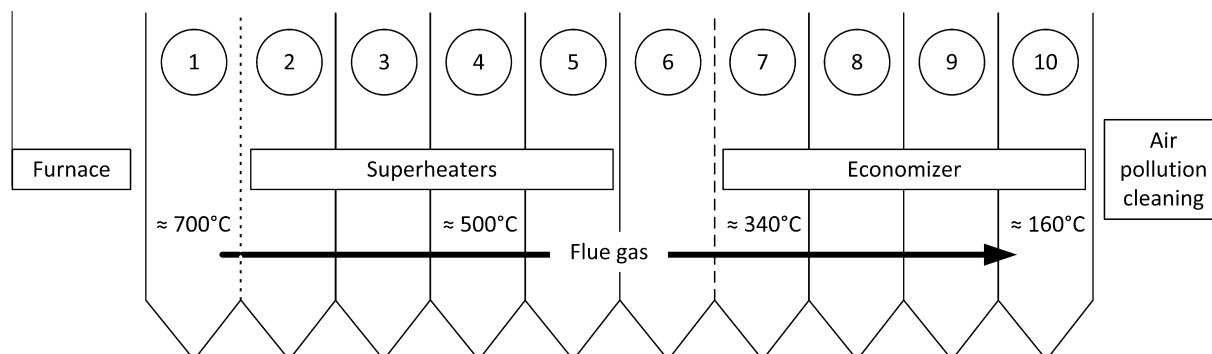 1 2 3 4 5 6 7 8 9 10
Furnace
Superheaters
Economizer
Air
pollution
cleaning
≈ 700°C ≈ 500°C ≈ 340°C ≈ 160°C
Flue gas